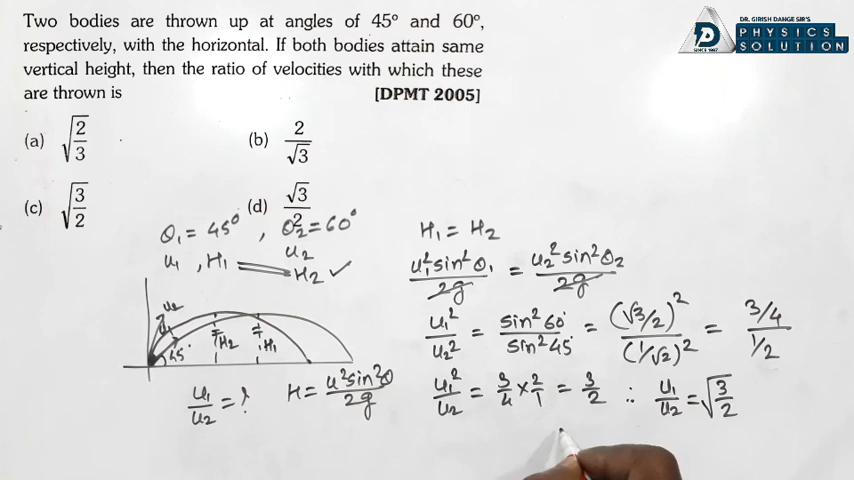 Two bodies are thrown up at angles of 45° and 60°,
respectively, with the horizontal. If both bodies attain same
vertical height, then the ratio of velocities with which these
are thrown is [DPMT 2005]
(a) √(2/3) (b) 2/√3
(c) √(3/2) (d) √3/2
DR. GIRISH DANGE SIR'S
PHYSICS
SOLUTION
D
SINCE 1997
θ₁ = 45° , θ₂ = 60°
u₁ , H₁ u₂ H₂ ✓
u₂
u₁
45°
H₂
H₁
u₁/u₂ = ? H = u² sin²θ / 2g
H₁ = H₂
u₁² sin²θ₁ / 2g = u₂² sin²θ₂ / 2g
u₁²/u₂² = sin²60° / sin²45° = (√3/2)² / (1/√2)² = 3/4 / 1/2
u₁²/u₂ = 3/4 × 2/1 = 3/2 ∴ u₁/u₂ = √(3/2)